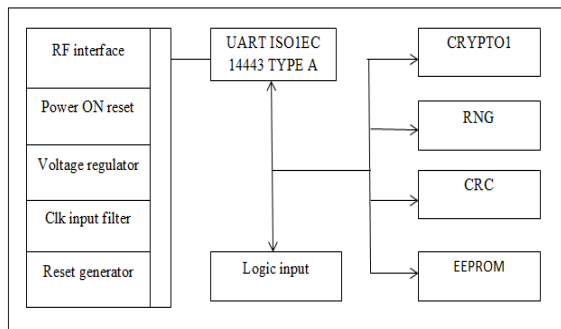 RF interface
Power ON reset
Voltage regulator
Clk input filter
Reset generator
UART ISO1EC
14443 TYPE A
Logic input
CRYPTO1
RNG
CRC
EEPROM